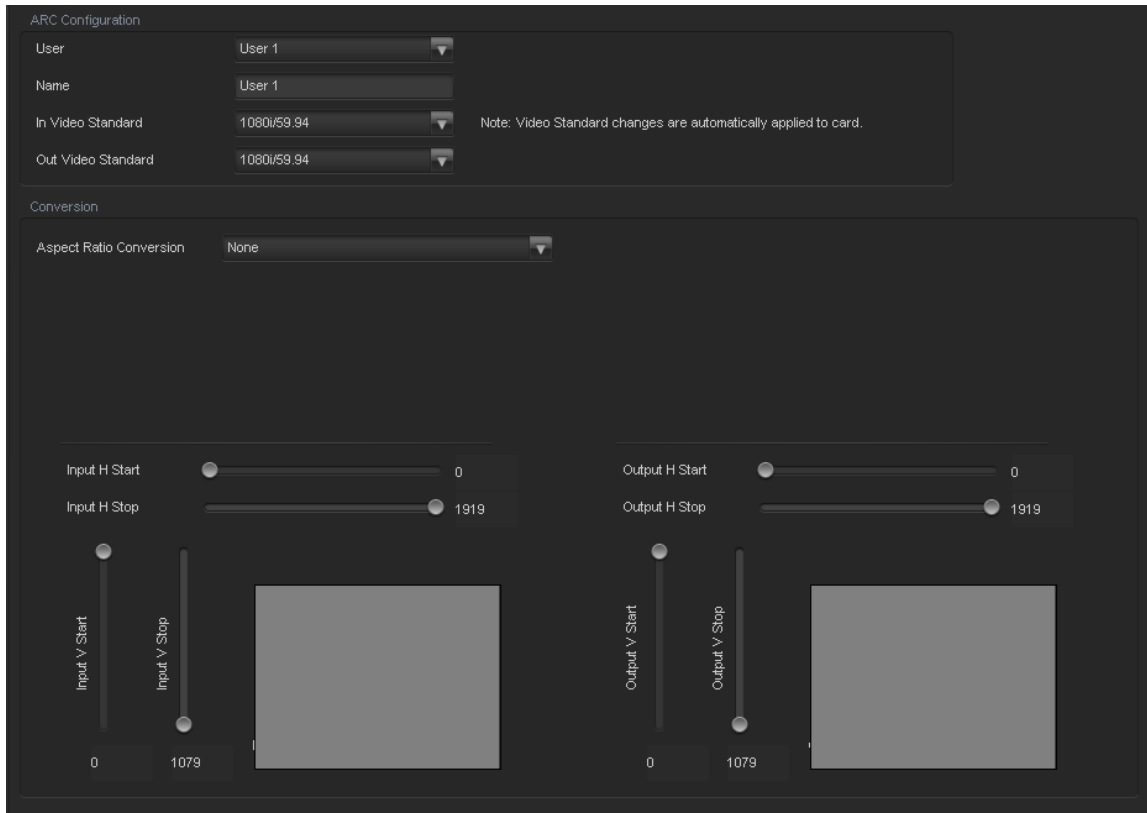 ARC Configuration
User User 1
Name User 1
In Video Standard 1080i/59.94 Note: Video Standard changes are automatically applied to card.
Out Video Standard 1080i/59.94
Conversion
Aspect Ratio Conversion None
Input H Start 0 Output H Start 0
Input H Stop 1919 Output H Stop 1919
Input V Start Input V Stop Output V Start Output V Stop
0 1079 0 1079